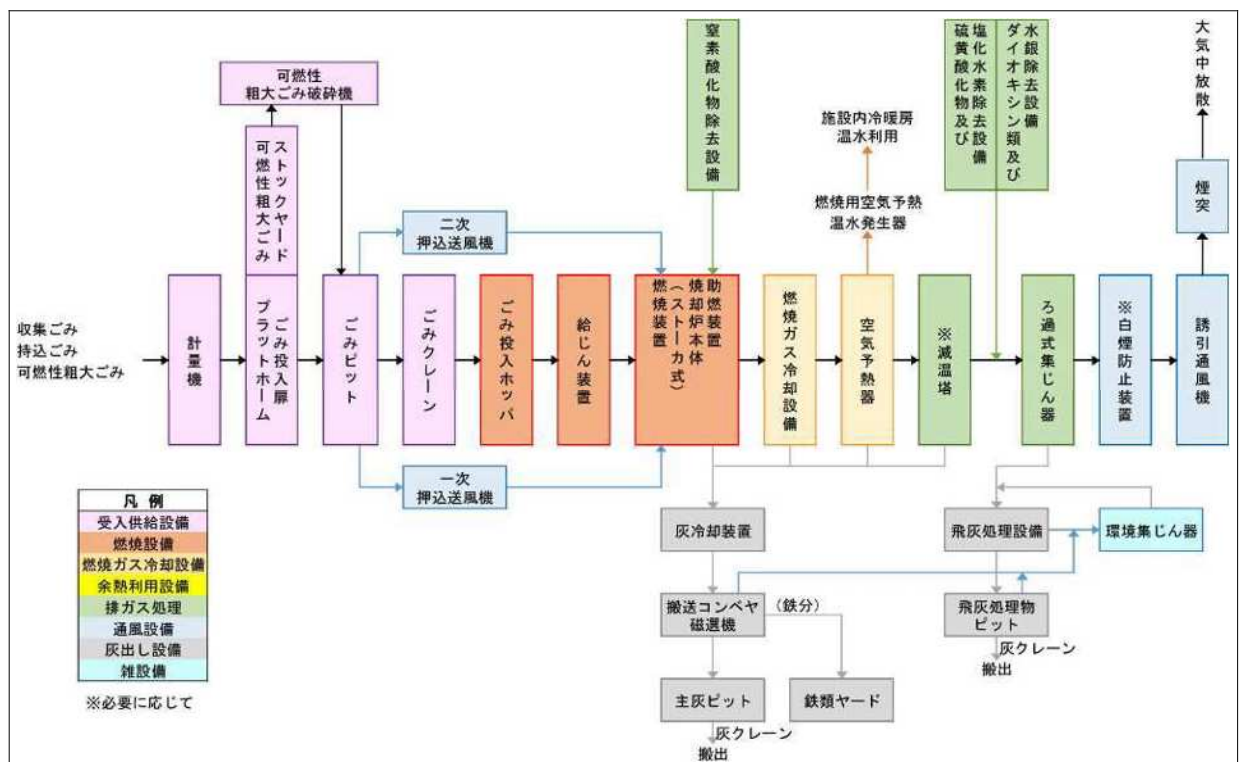 可燃性
粗大ごみ破砕機
ストックヤード
可燃性粗大ごみ
窒素酸化物除去設備
水銀除去設備
ダイオキシン類及び
塩化水素除去設備
硫黄酸化物及び
大気中放散
煙突
施設内冷暖房
温水利用
燃焼用空気予熱
温水発生器
二次
押込送風機
収集ごみ
持込ごみ
可燃性粗大ごみ
計量機
ごみ投入扉
プラットホーム
ごみピット
ごみクレーン
ごみ投入ホッパ
給じん装置
助燃装置
焼却炉本体
(ストーカ式)
燃焼装置
燃焼ガス冷却設備
空気予熱器
※減温塔
ろ過式集じん器
※白煙防止装置
誘引通風機
一次
押込送風機
凡 例
受入供給設備
燃焼設備
燃焼ガス冷却設備
余熱利用設備
排ガス処理
通風設備
灰出し設備
雑設備
※必要に応じて
灰冷却装置
搬送コンベヤ
磁選機
(鉄分)
主灰ピット
鉄類ヤード
灰クレーン
搬出
飛灰処理設備
環境集じん器
飛灰処理物
ピット
灰クレーン
搬出